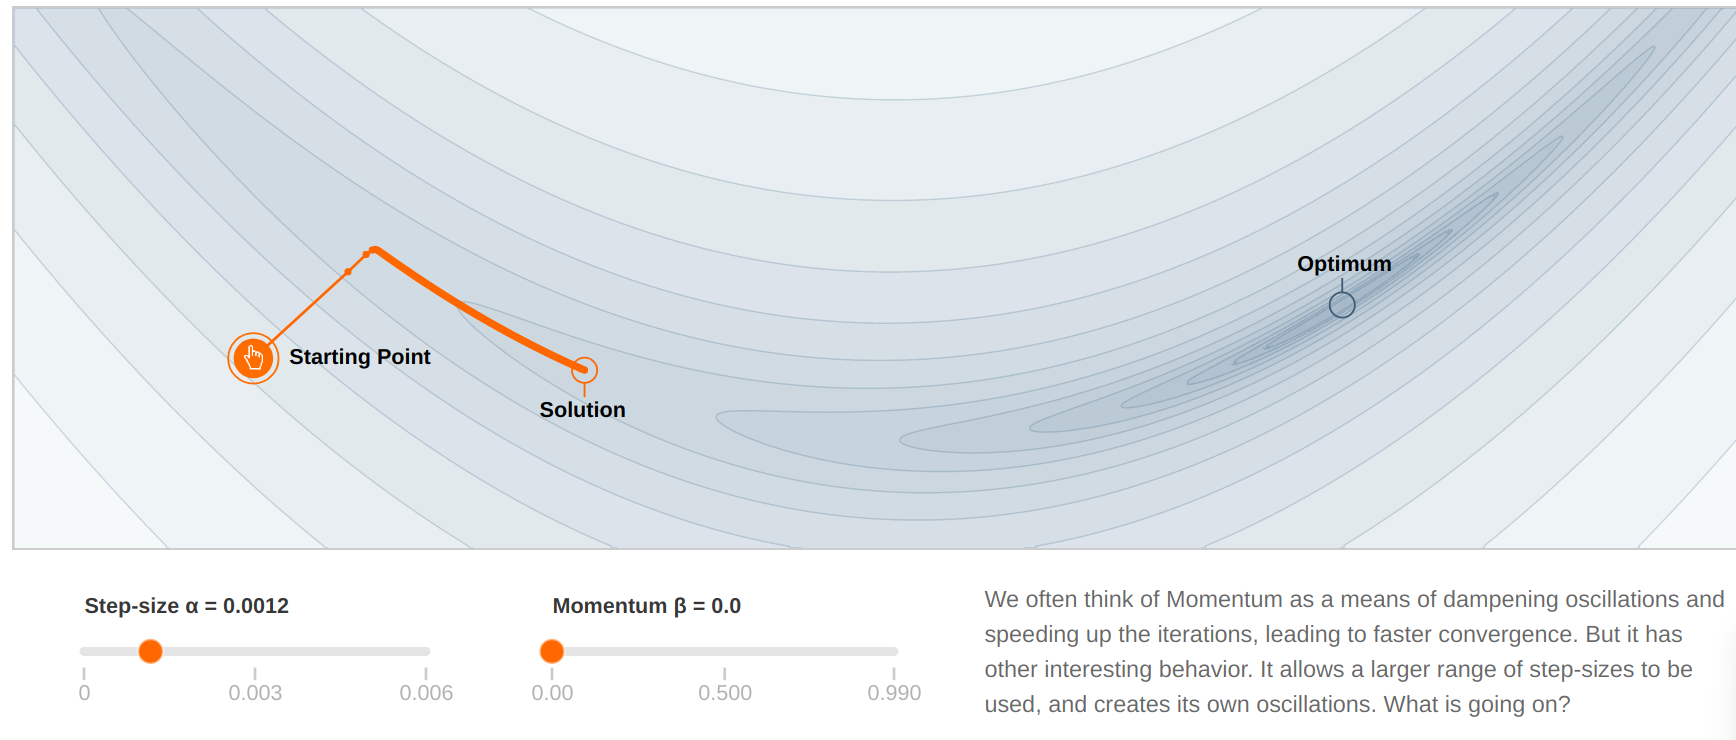 Optimum
Starting Point
Solution
Step-size α = 0.0012
0 0.003 0.006
Momentum β = 0.0
0.00 0.500 0.990
We often think of Momentum as a means of dampening oscillations and
speeding up the iterations, leading to faster convergence. But it has
other interesting behavior. It allows a larger range of step-sizes to be
used, and creates its own oscillations. What is going on?